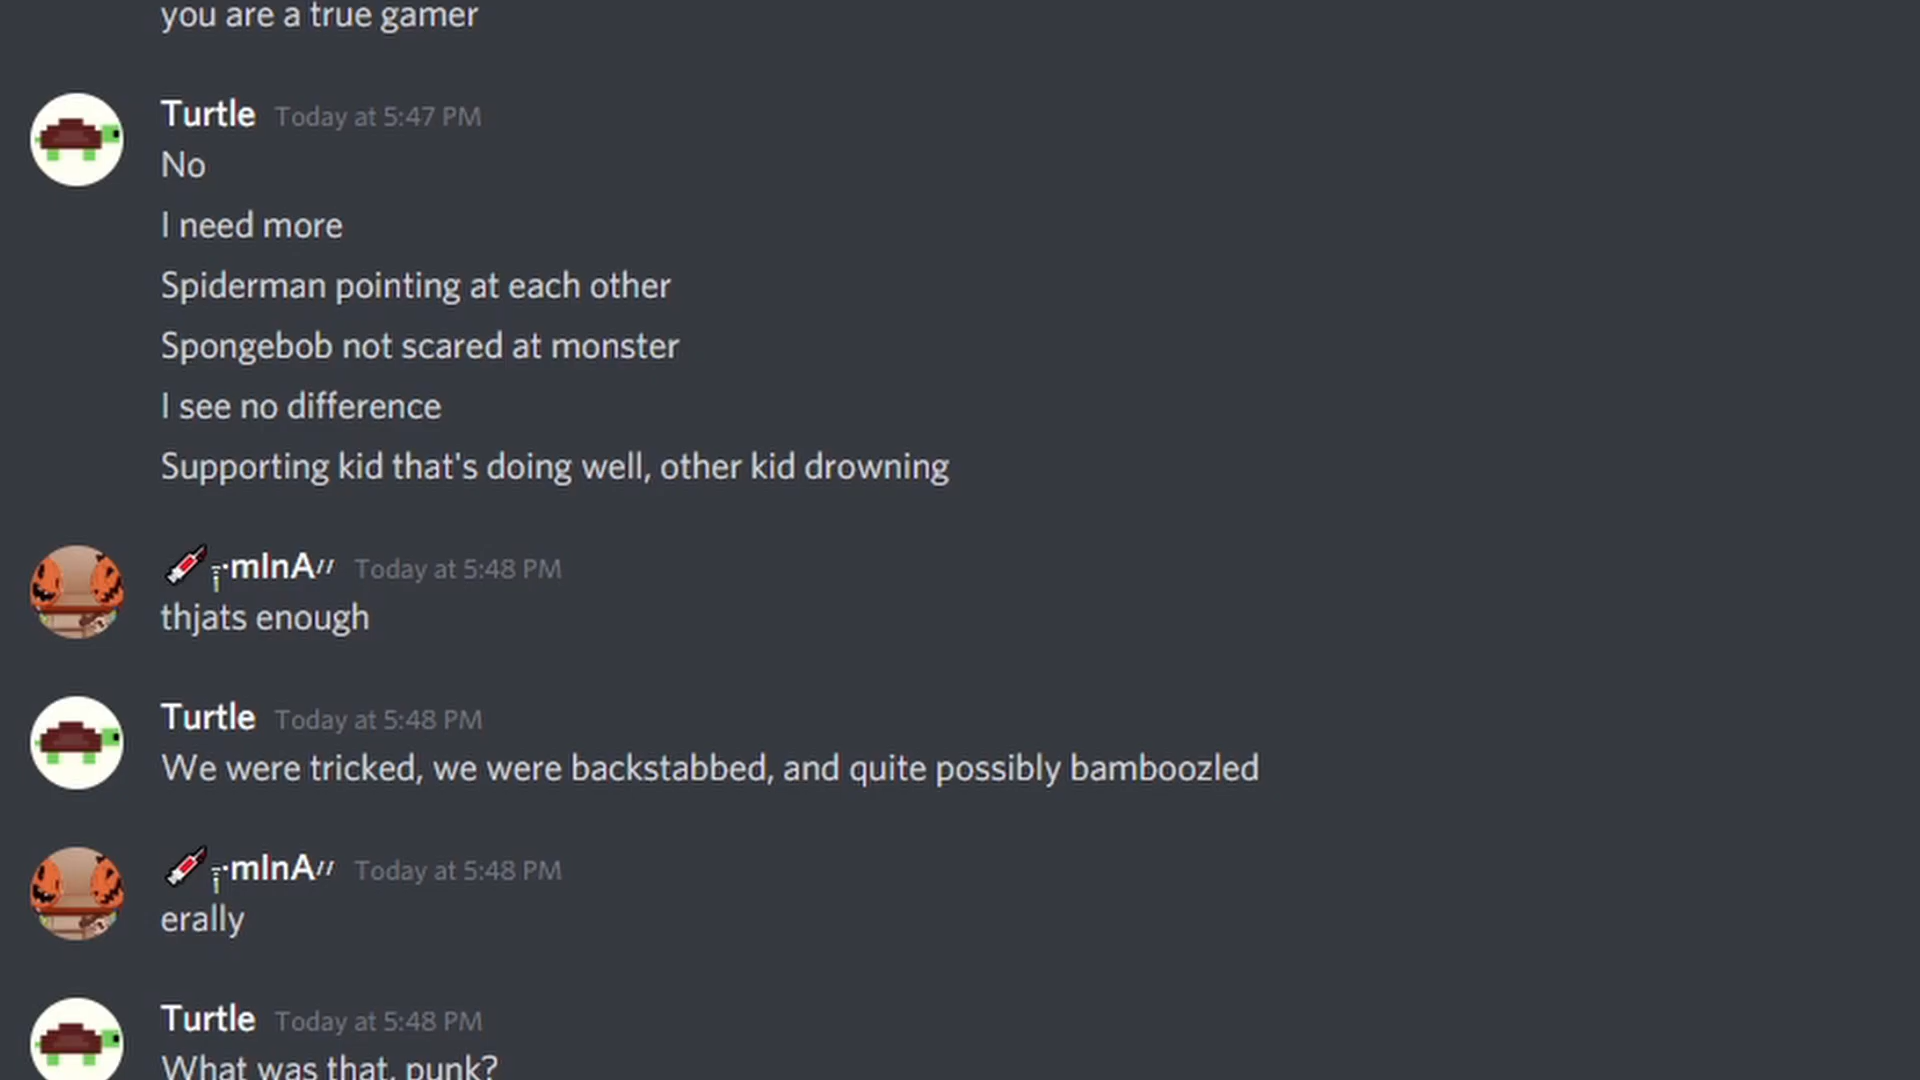 you are a true gamer
Turtle Today at 5:47 PM
No
I need more
Spiderman pointing at each other
Spongebob not scared at monster
I see no difference
Supporting kid that's doing well, other kid drowning
·mInA〃 Today at 5:48 PM
thjats enough
Turtle Today at 5:48 PM
We were tricked, we were backstabbed, and quite possibly bamboozled
·mInA〃 Today at 5:48 PM
erally
Turtle Today at 5:48 PM
What was that, punk?